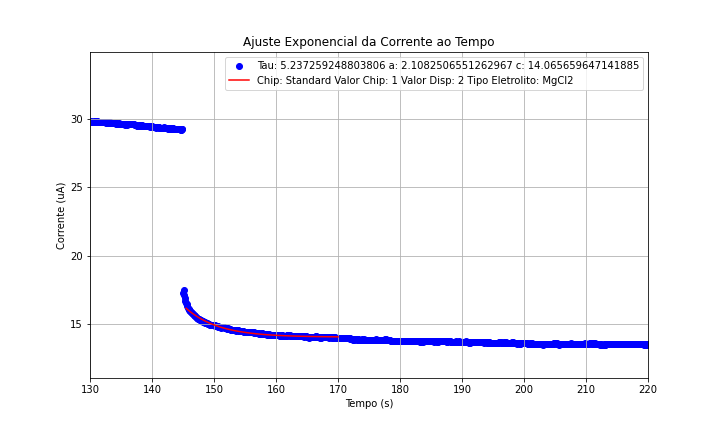 Ajuste Exponencial da Corrente ao Tempo
Tau: 5.237259248803806 a: 2.1082506551262967 c: 14.065659647141885
Chip: Standard Valor Chip: 1 Valor Disp: 2 Tipo Eletrolito: MgCl2
Corrente (uA)
30
25
20
15
130 140 150 160 170 180 190 200 210 220
Tempo (s)